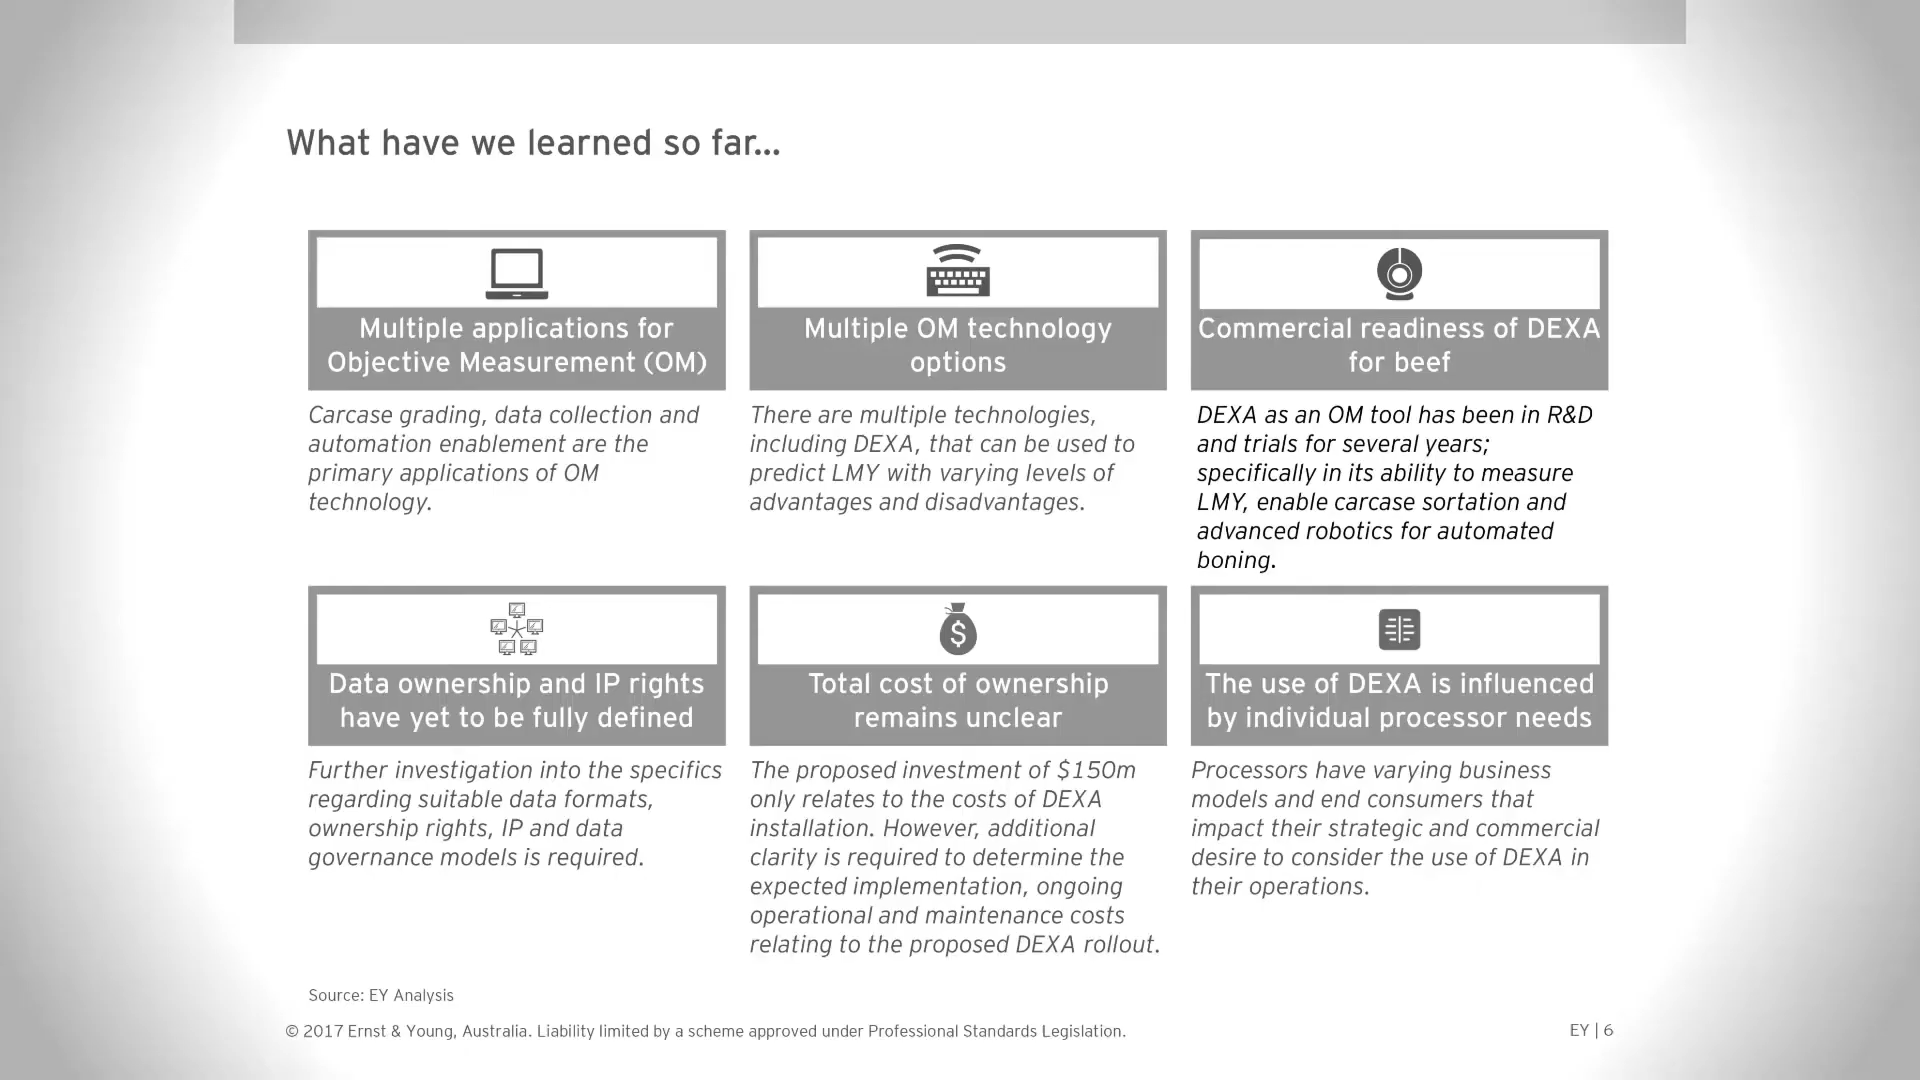 What have we learned so far...
Multiple applications for
Objective Measurement (OM)
Carcase grading, data collection and
automation enablement are the
primary applications of OM
technology.
Multiple OM technology
options
There are multiple technologies,
including DEXA, that can be used to
predict LMY with varying levels of
advantages and disadvantages.
Commercial readiness of DEXA
for beef
DEXA as an OM tool has been in R&D
and trials for several years;
specifically in its ability to measure
LMY, enable carcase sortation and
advanced robotics for automated
boning.
Data ownership and IP rights
have yet to be fully defined
Further investigation into the specifics
regarding suitable data formats,
ownership rights, IP and data
governance models is required.
$
Total cost of ownership
remains unclear
The proposed investment of $150m
only relates to the costs of DEXA
installation. However, additional
clarity is required to determine the
expected implementation, ongoing
operational and maintenance costs
relating to the proposed DEXA rollout.
The use of DEXA is influenced
by individual processor needs
Processors have varying business
models and end consumers that
impact their strategic and commercial
desire to consider the use of DEXA in
their operations.
Source: EY Analysis
© 2017 Ernst & Young, Australia. Liability limited by a scheme approved under Professional Standards Legislation.
EY | 6